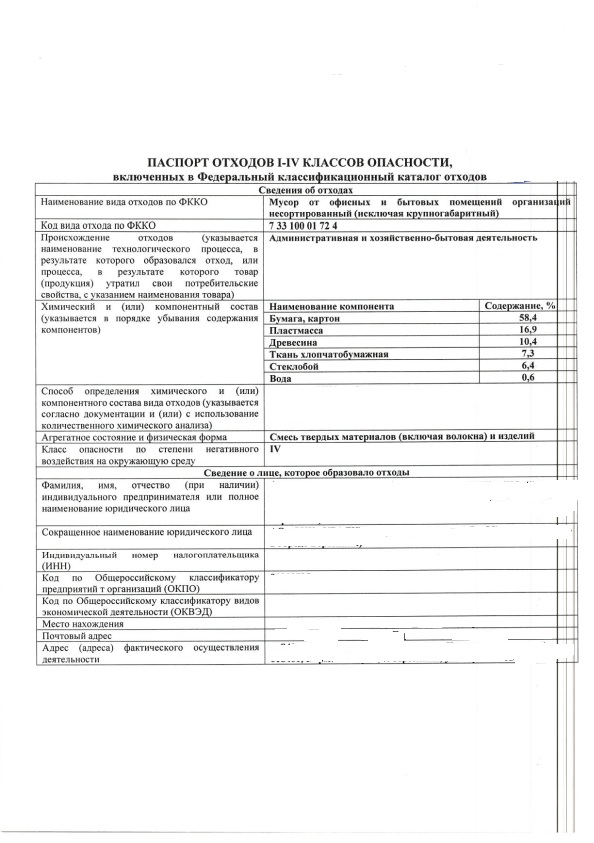 ПАСПОРТ ОТХОДОВ I-IV КЛАССОВ ОПАСНОСТИ,
включенных в Федеральный классификационный каталог отходов
Сведения об отходах
Наименование вида отходов по ФККО
Мусор от офисных и бытовых помещений организаций
несортированный (исключая крупногабаритный)
Код вида отхода по ФККО
7 33 100 01 72 4
Происхождение отходов (указывается
наименование технологического процесса, в
результате которого образовался отход, или
процесса, в результате которого товар
(продукция) утратил свои потребительские
свойства, с указанием наименования товара)
Административная и хозяйственно-бытовая деятельность
Химический и (или) компонентный состав
(указывается в порядке убывания содержания
компонентов)
Наименование компонента Содержание, %
Бумага, картон 58,4
Пластмасса 16,9
Древесина 10,4
Ткань хлопчатобумажная 7,3
Стеклобой 6,4
Вода 0,6
Способ определения химического и (или)
компонентного состава вида отходов (указывается
согласно документации и (или) с использование
количественного химического анализа)
Агрегатное состояние и физическая форма
Смесь твердых материалов (включая волокна) и изделий
Класс опасности по степени негативного
воздействия на окружающую среду
IV
Сведение о лице, которое образовало отходы
Фамилия, имя, отчество (при наличии)
индивидуального предпринимателя или полное
наименование юридического лица
Сокращенное наименование юридического лица
Индивидуальный номер налогоплательщика
(ИНН)
Код по Общероссийскому классификатору
предприятий т организаций (ОКПО)
Код по Общероссийскому классификатору видов
экономической деятельности (ОКВЭД)
Место нахождения
Почтовый адрес
Адрес (адреса) фактического осуществления
деятельности